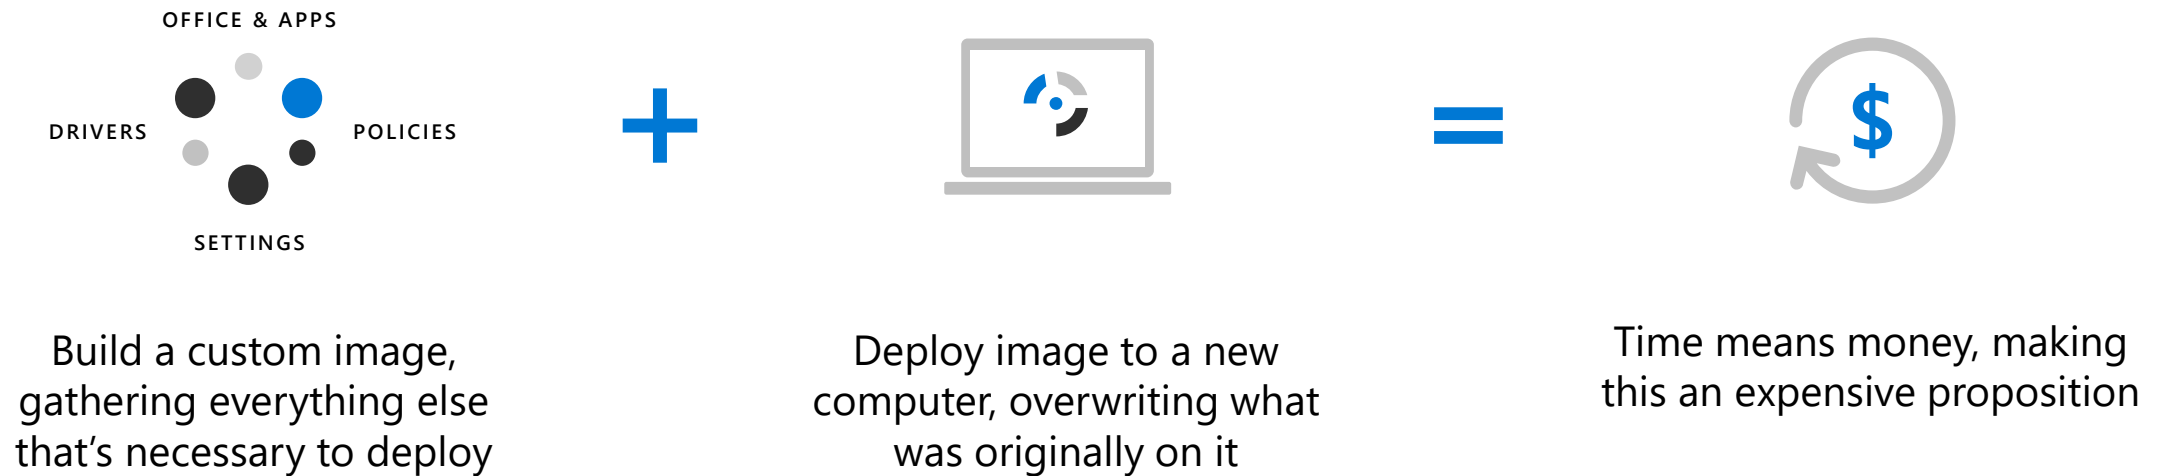 OFFICE & APPS
DRIVERS
POLICIES
SETTINGS
+
=
$
Build a custom image,
gathering everything else
that’s necessary to deploy
Deploy image to a new
computer, overwriting what
was originally on it
Time means money, making
this an expensive proposition